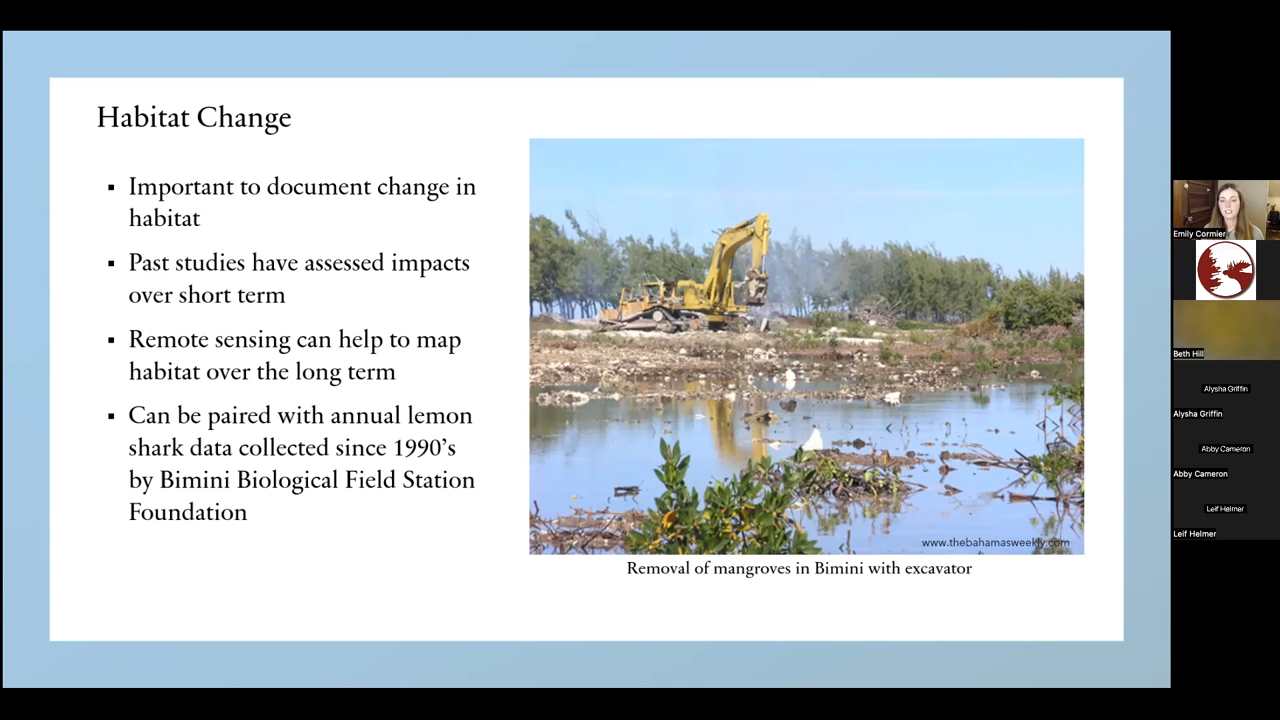 Habitat Change
▪ Important to document change in
habitat
▪ Past studies have assessed impacts
over short term
▪ Remote sensing can help to map
habitat over the long term
▪ Can be paired with annual lemon
shark data collected since 1990’s
by Bimini Biological Field Station
Foundation
www.thebahamasweekly.com
Removal of mangroves in Bimini with excavator
Emily Cormier
Beth Hill
Alysha Griffin
Alysha Griffin
Abby Cameron
Abby Cameron
Leif Helmer
Leif Helmer